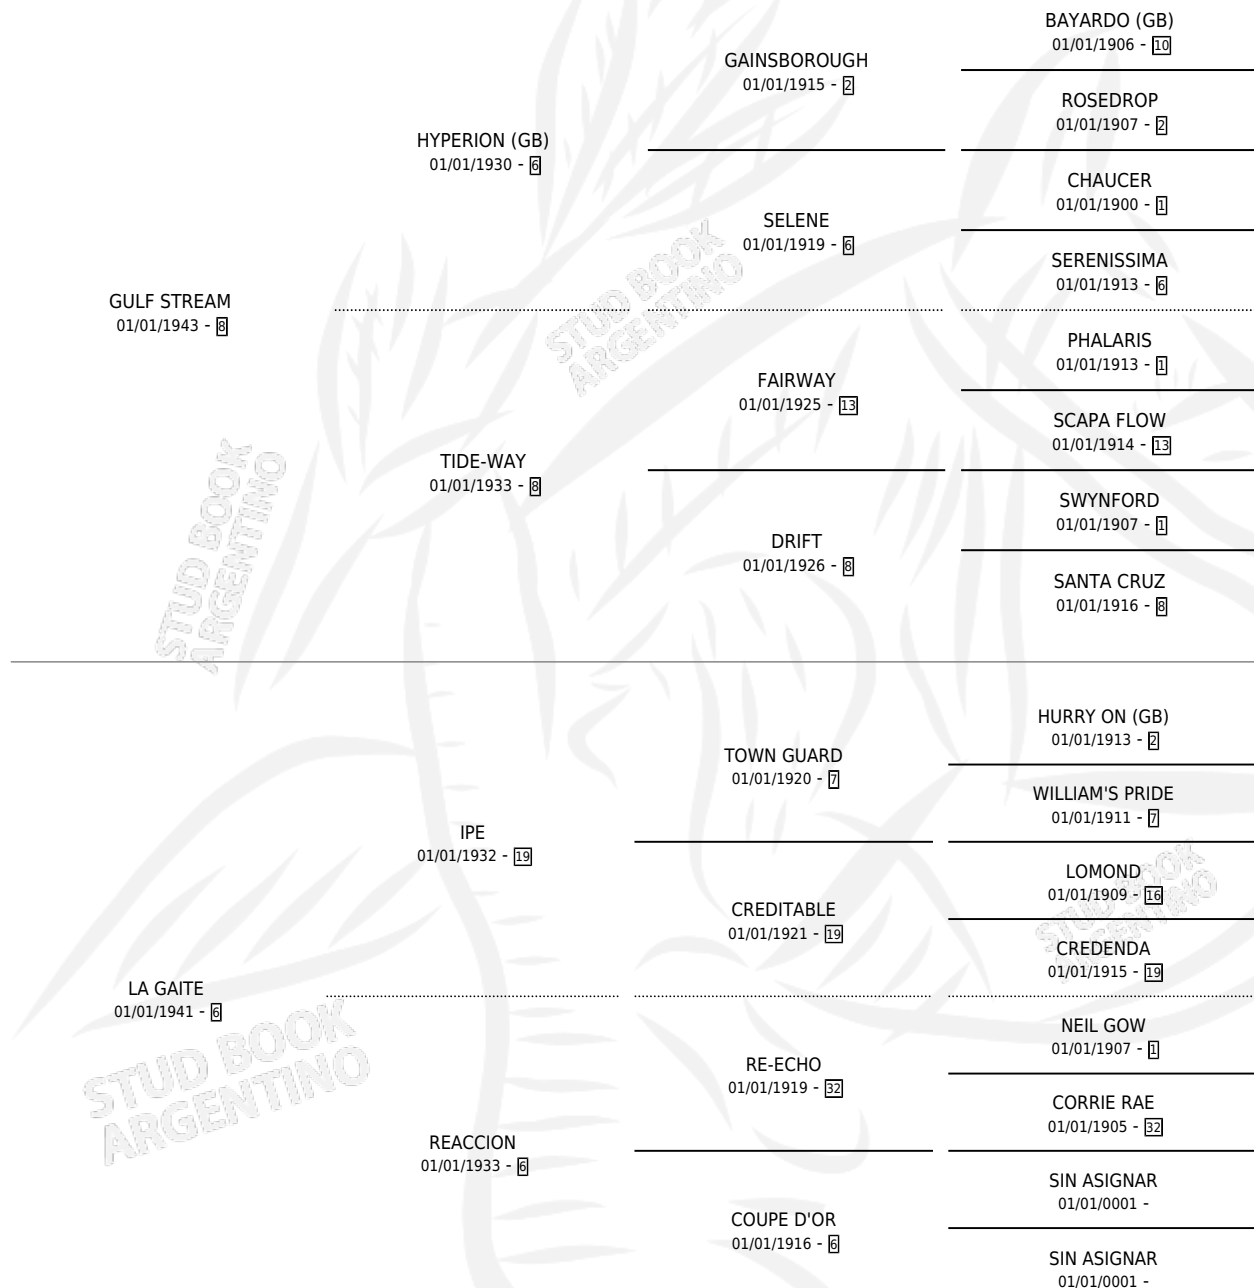 BAYARDO (GB)
01/01/1906 - 10
GAINSBOROUGH
01/01/1915 - 2
ROSEDROP
01/01/1907 - 2
HYPERION (GB)
01/01/1930 - 6
CHAUCER
01/01/1900 - 1
SELENE
01/01/1919 - 6
SERENISSIMA
01/01/1913 - 6
GULF STREAM
01/01/1943 - 8
STUD BOOK
ARGENTINO
PHALARIS
01/01/1913 - 1
FAIRWAY
01/01/1925 - 13
SCAPA FLOW
01/01/1914 - 13
TIDE-WAY
01/01/1933 - 8
SWYNFORD
01/01/1907 - 1
DRIFT
01/01/1926 - 8
SANTA CRUZ
01/01/1916 - 8
STUD BOOK
ARGENTINO
HURRY ON (GB)
01/01/1913 - 2
TOWN GUARD
01/01/1920 - 7
WILLIAM'S PRIDE
01/01/1911 - 7
IPE
01/01/1932 - 19
LOMOND
01/01/1909 - 16
CREDITABLE
01/01/1921 - 19
CREDENDA
01/01/1915 - 19
STUD BOOK
ARGENTINO
LA GAITE
01/01/1941 - 6
STUD BOOK
ARGENTINO
NEIL GOW
01/01/1907 - 1
RE-ECHO
01/01/1919 - 32
CORRIE RAE
01/01/1905 - 32
REACCION
01/01/1933 - 6
SIN ASIGNAR
01/01/0001 -
COUPE D'OR
01/01/1916 - 6
SIN ASIGNAR
01/01/0001 -